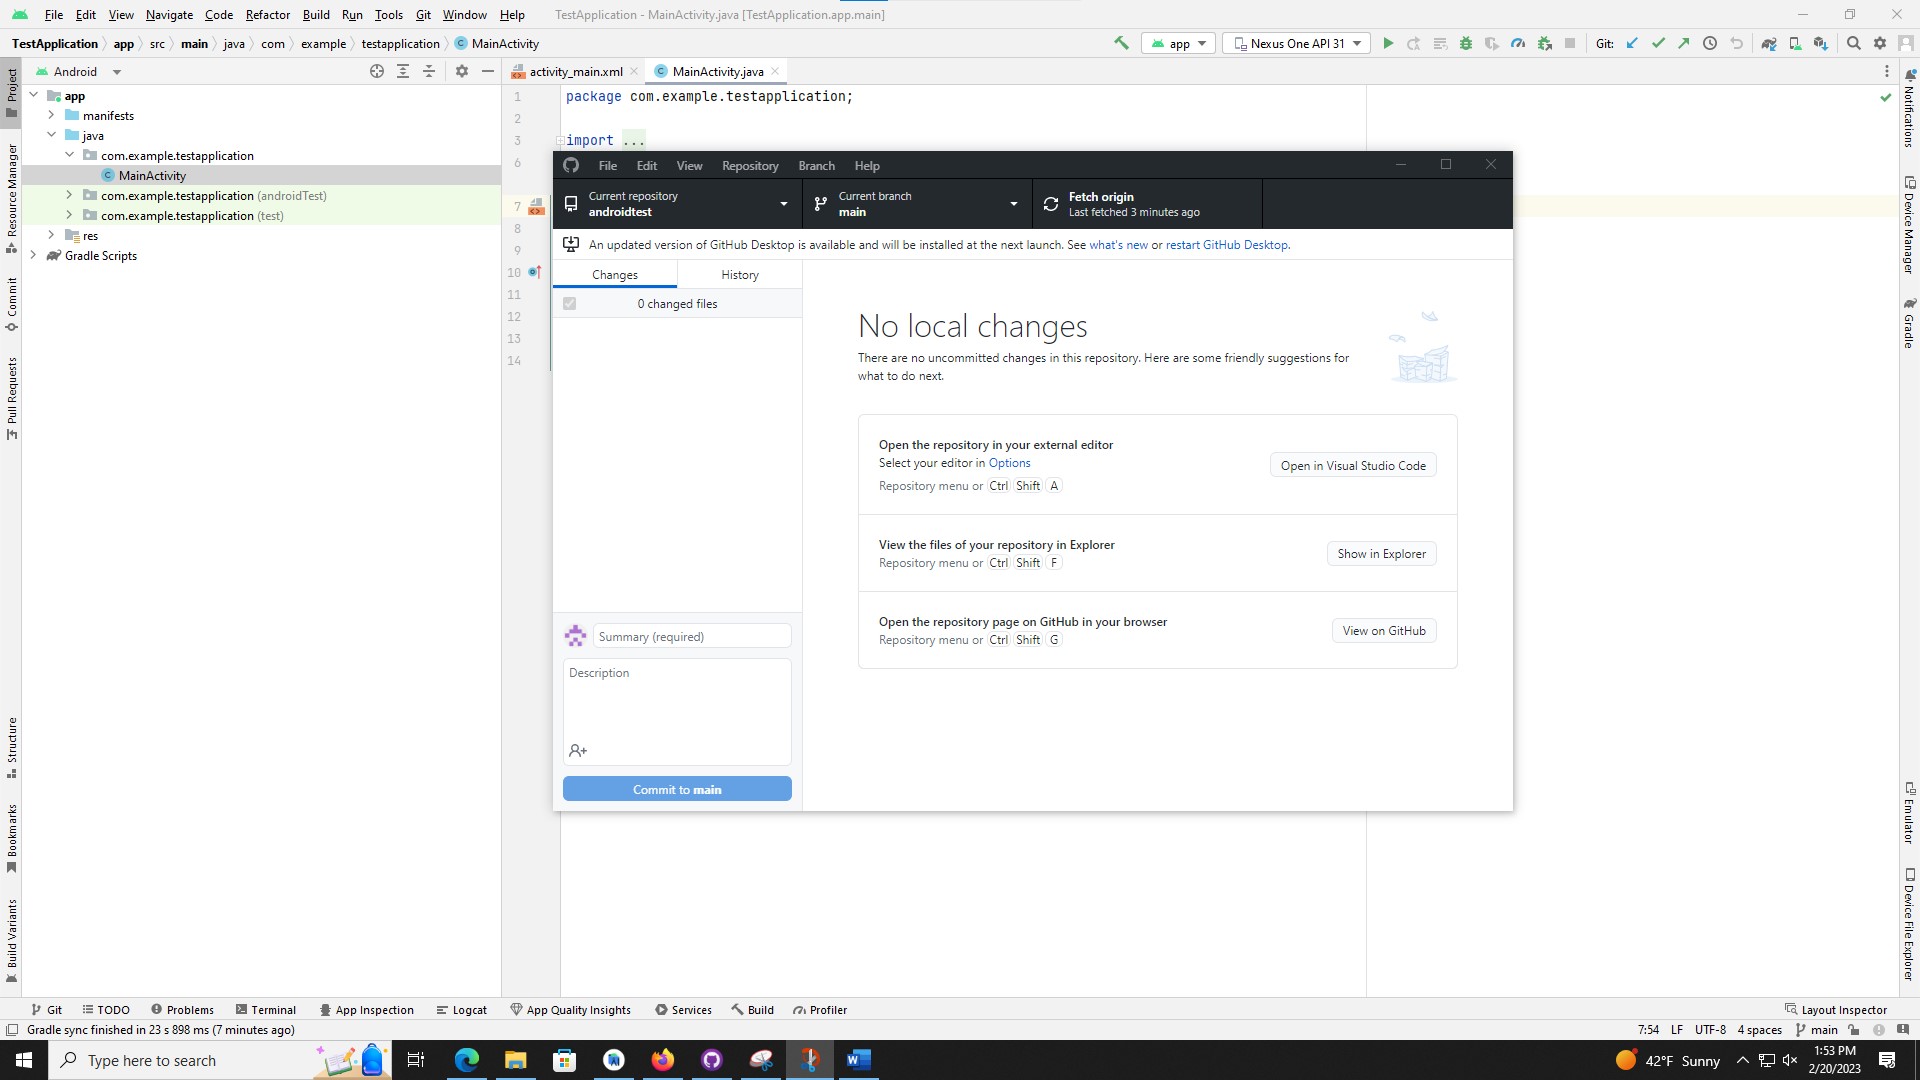 File Edit View Navigate Code Refactor Build Run Tools Git Window Help TestApplication - MainActivity.java [TestApplication.app.main]
TestApplication app src main java com example testapplication MainActivity app Nexus One API 31 Git:
Project
Android
activity_main.xml MainActivity.java
app
manifests
java
com.example.testapplication
MainActivity
com.example.testapplication (androidTest)
com.example.testapplication (test)
res
Gradle Scripts
Resource Manager
Commit
Pull Requests
Structure
Bookmarks
Build Variants
1 package com.example.testapplication;
2
3 import ...
6
7
8
9
10
11
12
13
14
File Edit View Repository Branch Help
Current repository
androidtest
Current branch
main
Fetch origin
Last fetched 3 minutes ago
An updated version of GitHub Desktop is available and will be installed at the next launch. See what's new or restart GitHub Desktop.
Changes History
0 changed files
No local changes
There are no uncommitted changes in this repository. Here are some friendly suggestions for
what to do next.
Open the repository in your external editor
Select your editor in Options
Repository menu or Ctrl Shift A
Open in Visual Studio Code
View the files of your repository in Explorer
Repository menu or Ctrl Shift F
Show in Explorer
Open the repository page on GitHub in your browser
Repository menu or Ctrl Shift G
View on GitHub
Summary (required)
Description
Commit to main
Notifications
Device Manager
Gradle
Emulator
Device File Explorer
Git TODO Problems Terminal App Inspection Logcat App Quality Insights Services Build Profiler Layout Inspector
Gradle sync finished in 23 s 898 ms (7 minutes ago) 7:54 LF UTF-8 4 spaces main
Type here to search
42°F Sunny
1:53 PM
2/20/2023